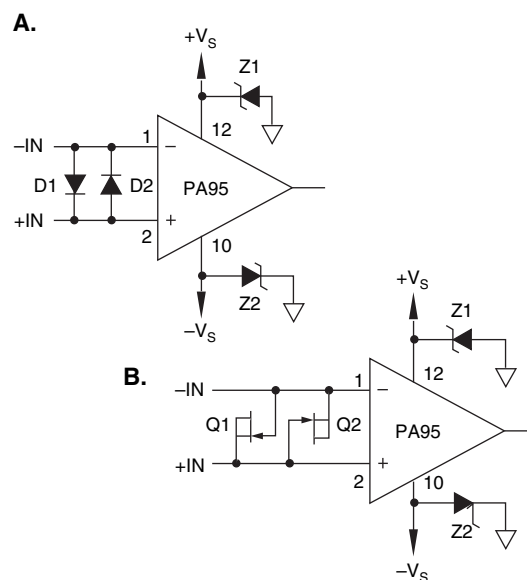 A.
+VS
Z1
12
–IN
1
–
D1
D2
PA95
+IN
+
2
10
Z2
–VS
B.
+VS
Z1
12
–IN
1
–
Q1
Q2
PA95
+IN
+
2
10
Z2
–VS